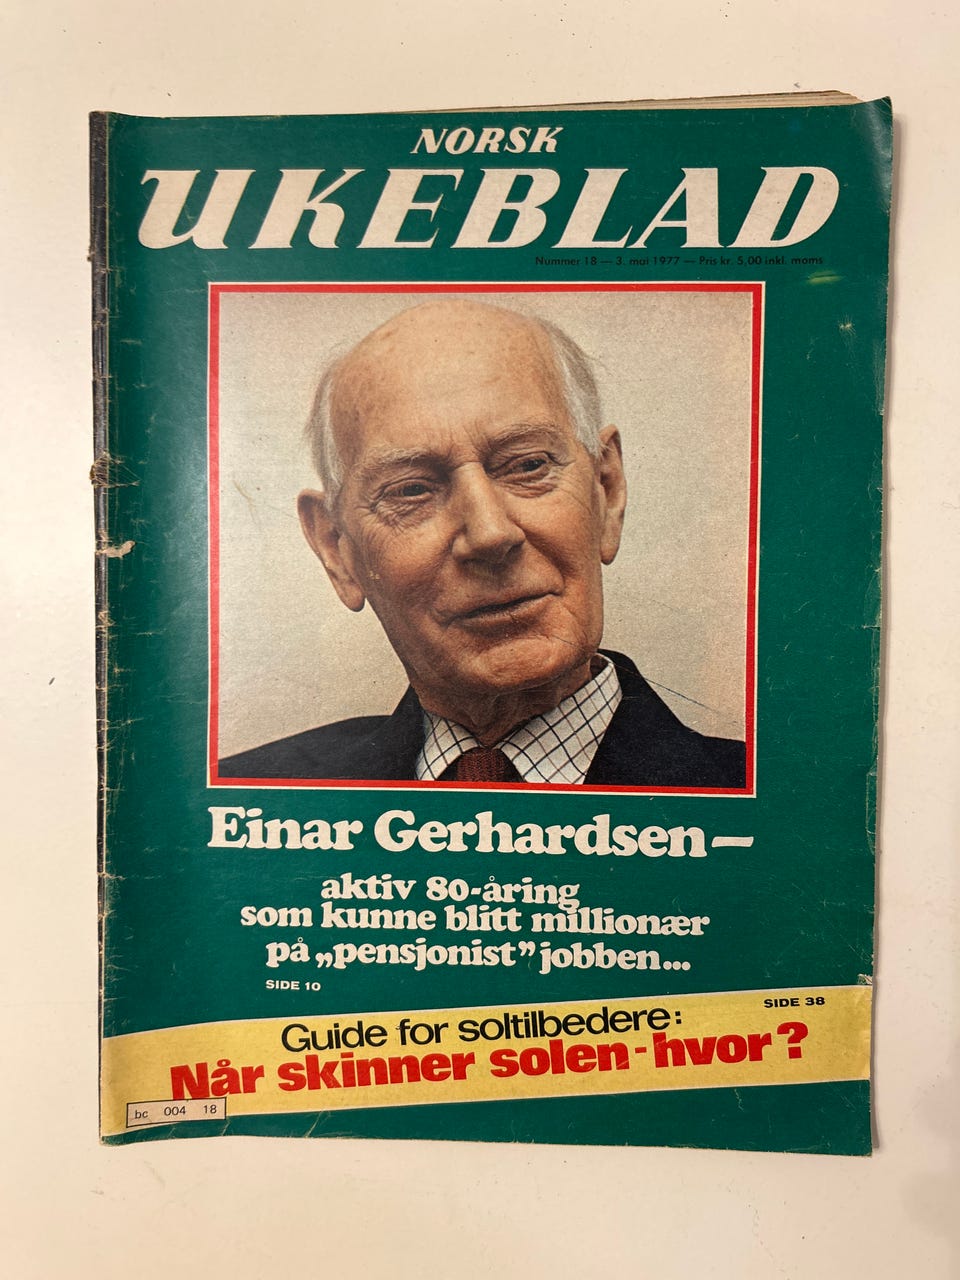 NORSK
UKEBLAD
Nummer 18 — 3. mai 1977 — Pris kr. 5,00 inkl. moms
Einar Gerhardsen—
aktiv 80-åring
som kunne blitt millionær
på „pensjonist” jobben...
SIDE 10
SIDE 38
Guide for soltilbedere:
Når skinner solen-hvor?
bc 004 18